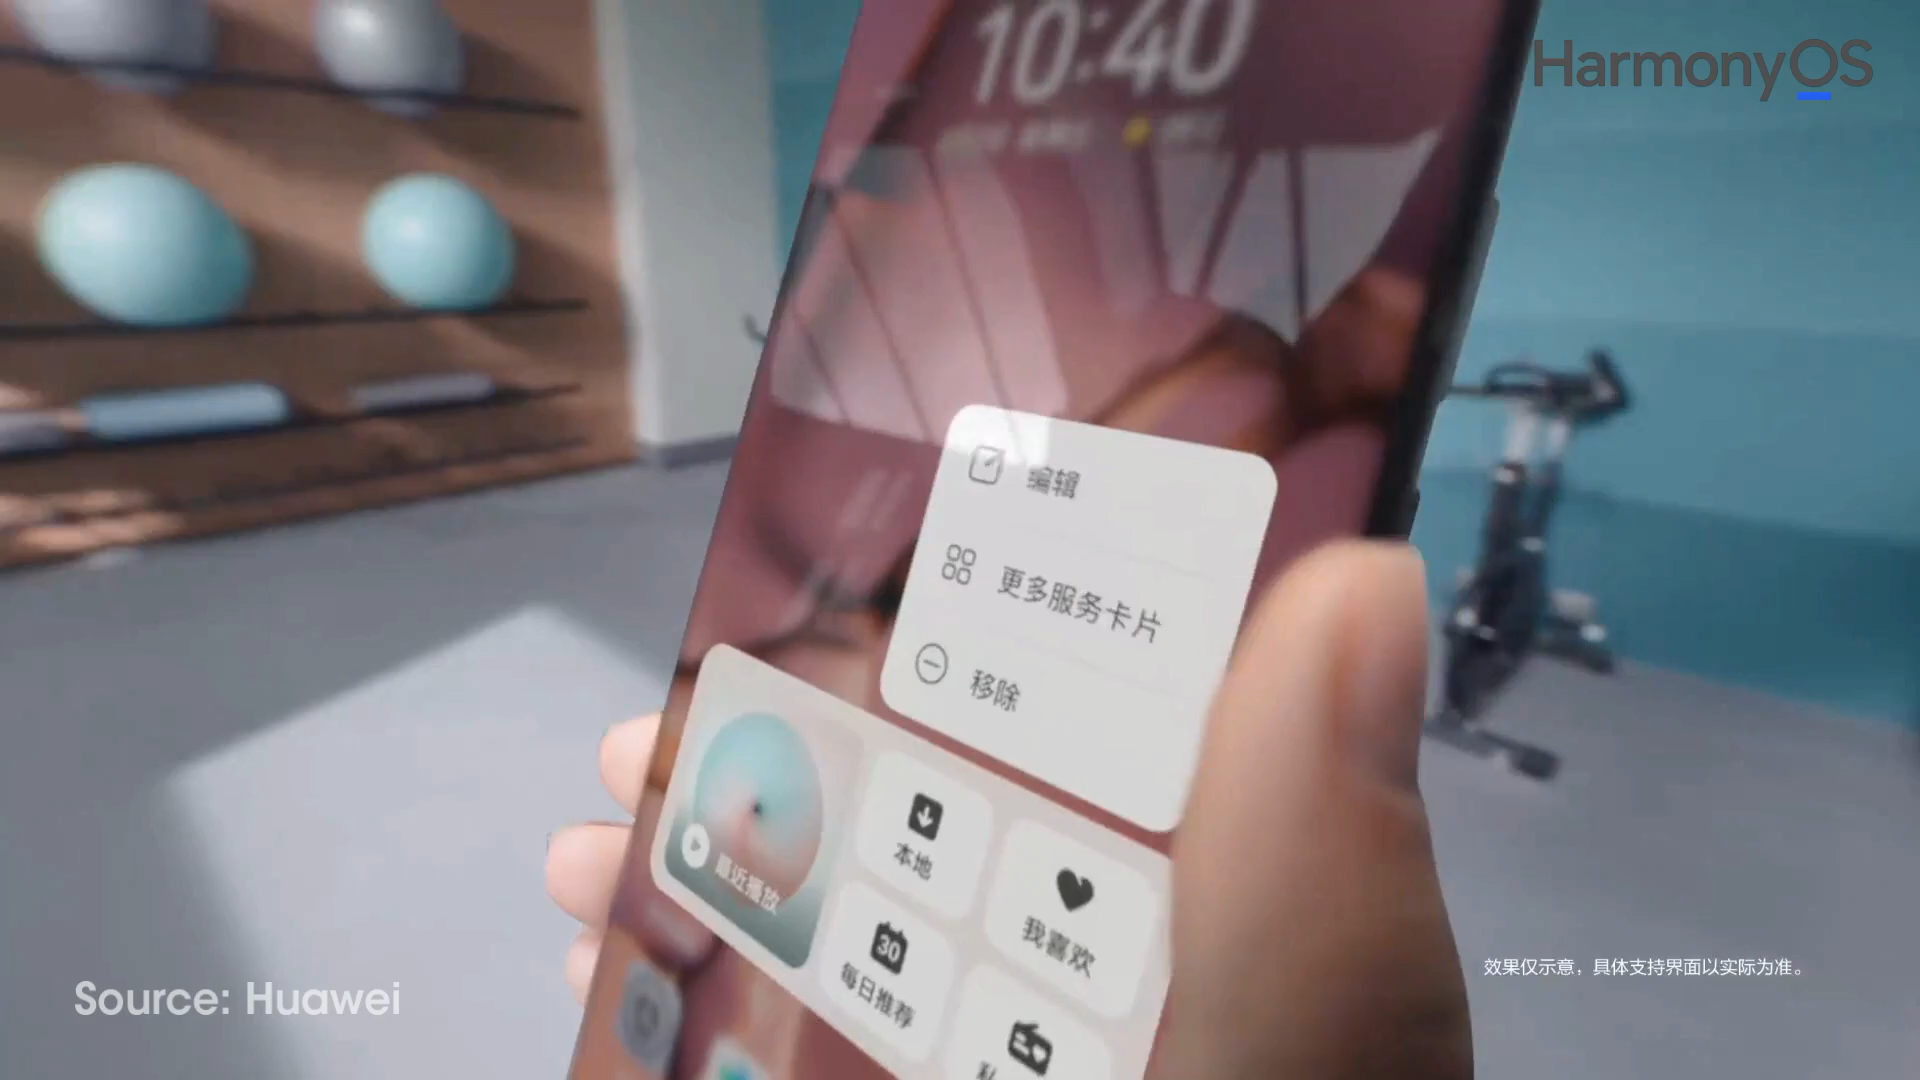 HarmonyOS
10:40
编辑
更多服务卡片
移除
最近播放
本地
我喜欢
30
每日推荐
私
效果仅示意，具体支持界面以实际为准。
Source: Huawei